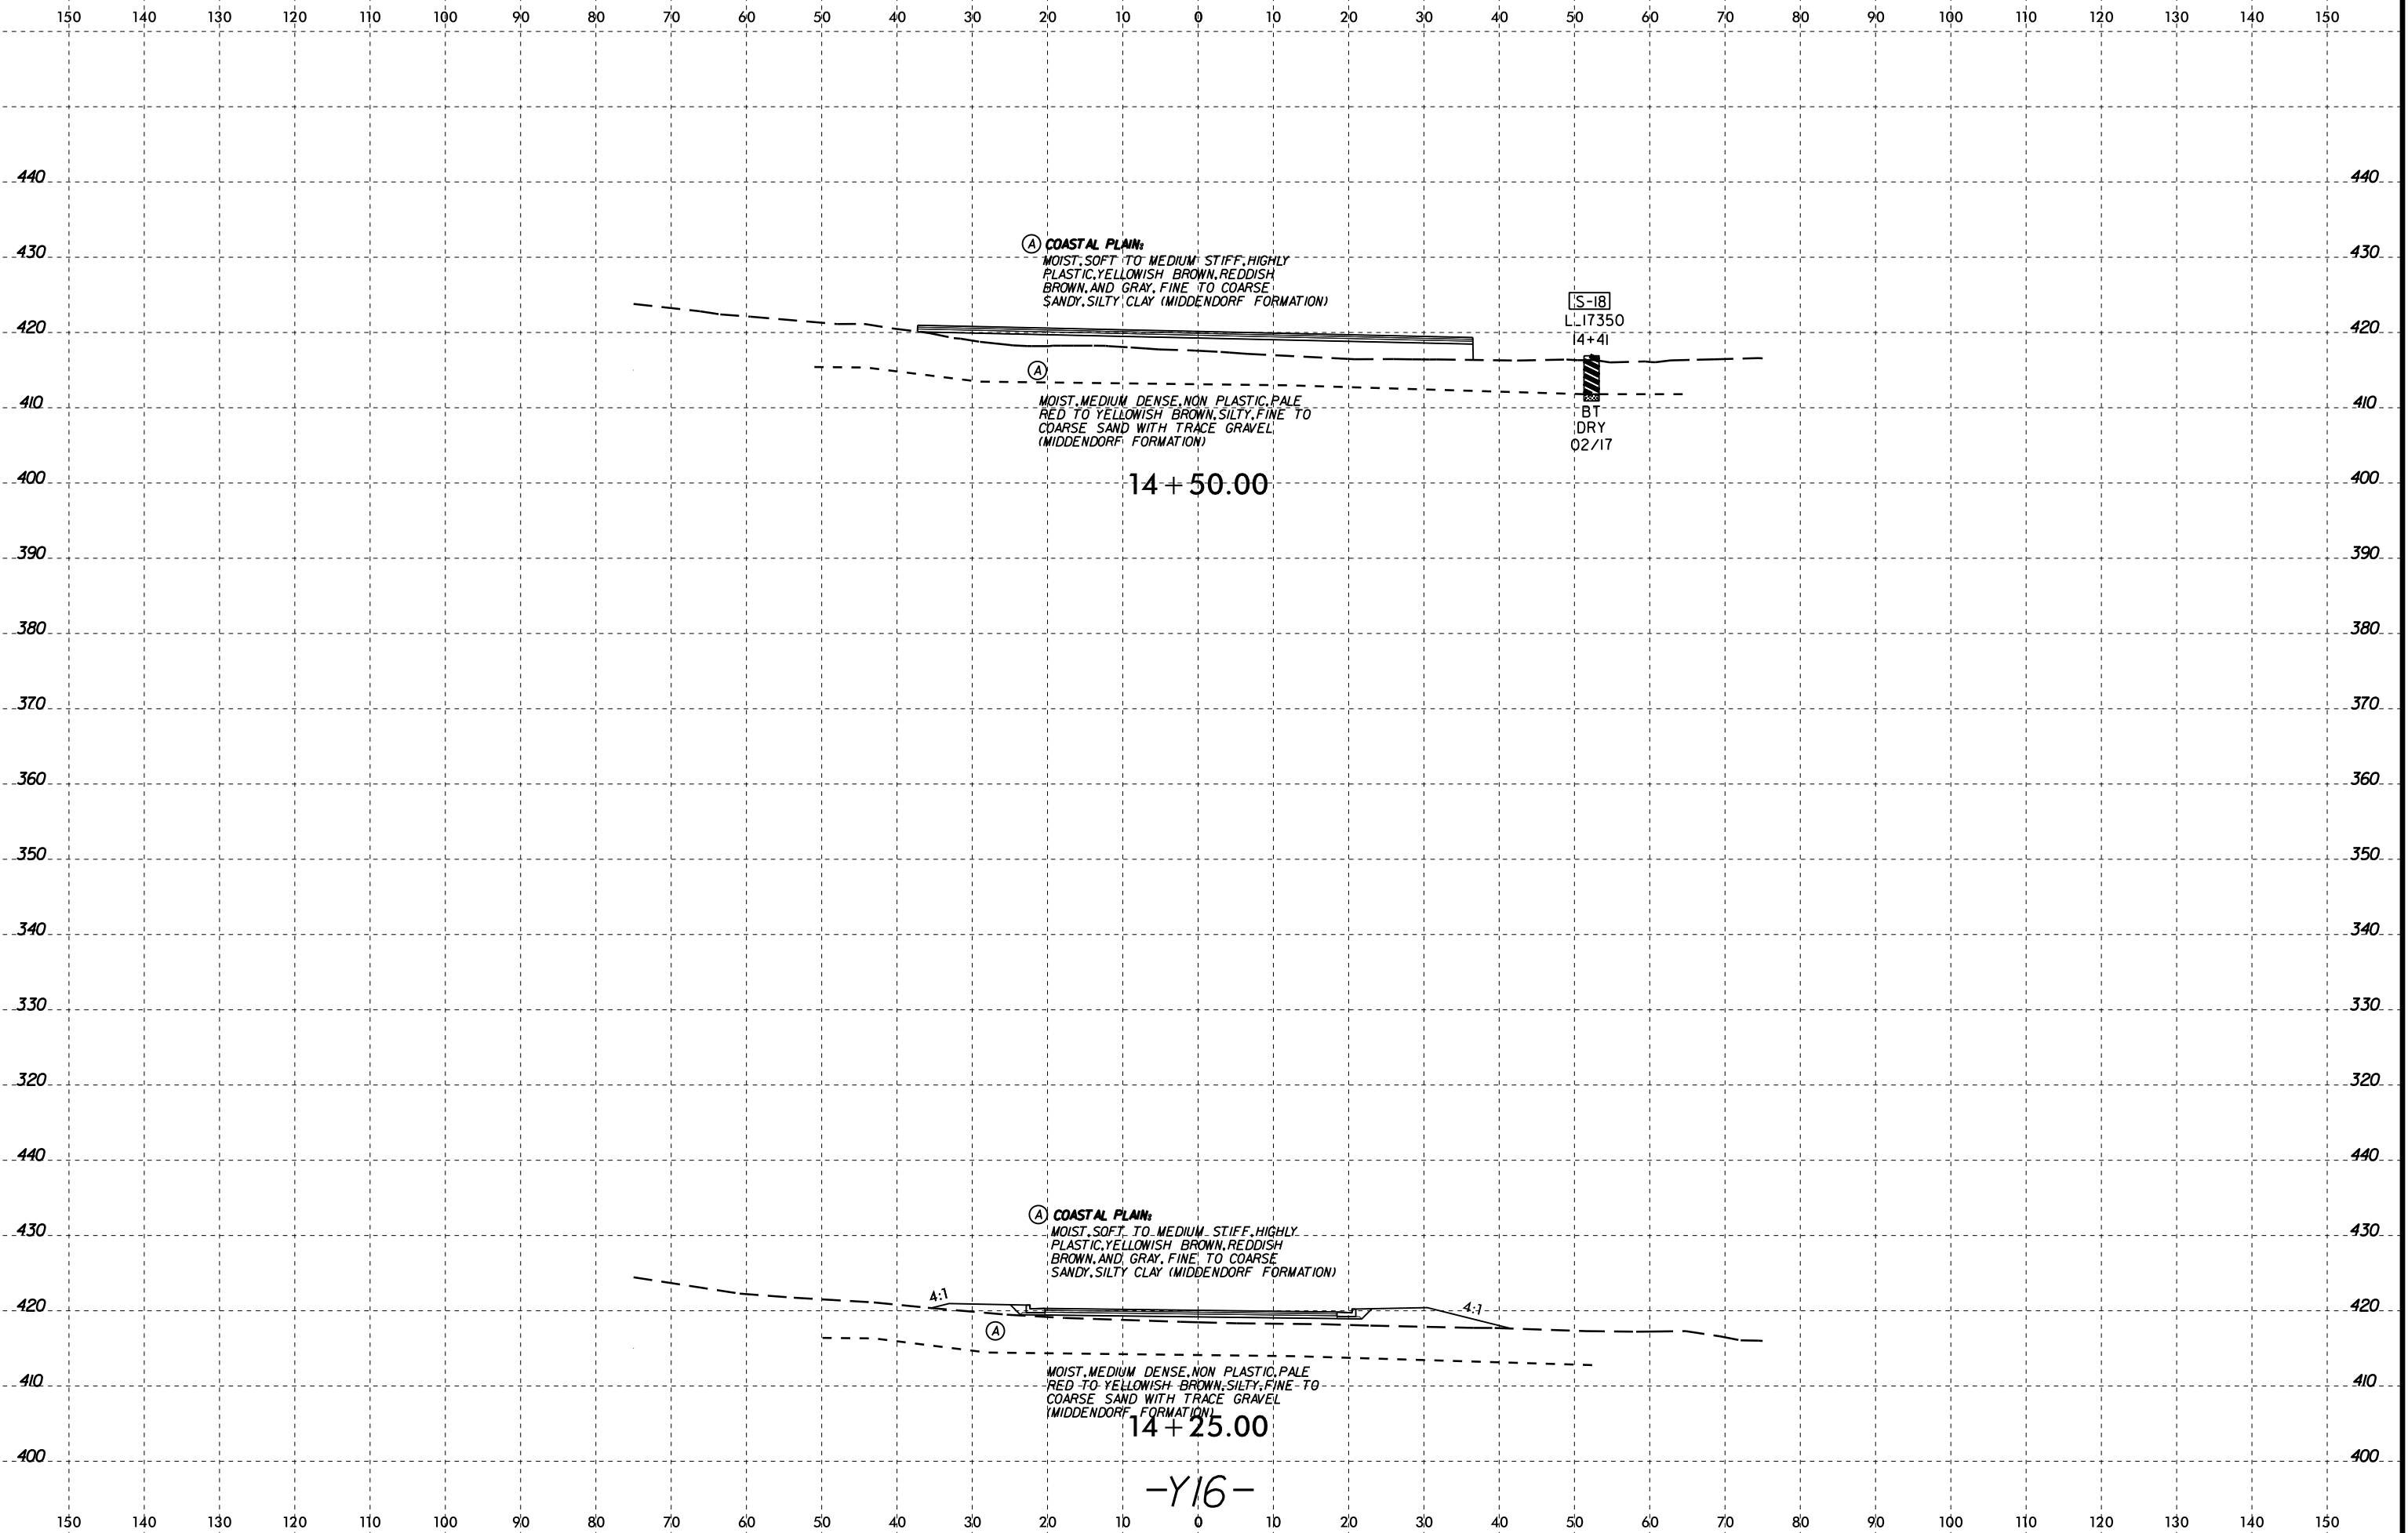 150 140 130 120 110 100 90 80 70 60 50 40 30 20 10 0 10 20 30 40 50 60 70 80 90 100 110 120 130 140 150
440 440
Ⓐ COASTAL PLAIN:
430 430
MOIST, SOFT TO MEDIUM STIFF, HIGHLY
PLASTIC, YELLOWISH BROWN, REDDISH
BROWN, AND GRAY, FINE TO COARSE
SANDY, SILTY CLAY (MIDDENDORF FORMATION)
S-18
LL17350
420 420
14+41
Ⓐ
MOIST, MEDIUM DENSE, NON PLASTIC, PALE
410 410
RED TO YELLOWISH BROWN, SILTY, FINE TO
COARSE SAND WITH TRACE GRAVEL
(MIDDENDORF FORMATION)
BT
DRY
02/17
400 400
14+50.00
390 390
380 380
370 370
360 360
350 350
340 340
330 330
320 320
440 440
Ⓐ COASTAL PLAIN:
430 430
MOIST, SOFT TO MEDIUM STIFF, HIGHLY
PLASTIC, YELLOWISH BROWN, REDDISH
BROWN, AND GRAY, FINE TO COARSE
SANDY, SILTY CLAY (MIDDENDORF FORMATION)
4:1 4:1
420 420
Ⓐ
MOIST, MEDIUM DENSE, NON PLASTIC, PALE
410 410
RED TO YELLOWISH BROWN, SILTY, FINE TO
COARSE SAND WITH TRACE GRAVEL
(MIDDENDORF FORMATION)
14+25.00
400 400
-Y16-
150 140 130 120 110 100 90 80 70 60 50 40 30 20 10 0 10 20 30 40 50 60 70 80 90 100 110 120 130 140 150